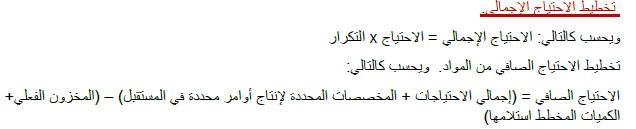 تخطيط الاحتياج الإجمالي.
ويحسب كالتالي: الاحتياج الإجمالي = الاحتياج x التكرار
تخطيط الاحتياج الصافي من المواد. ويحسب كالتالي:
الاحتياج الصافي = (إجمالي الاحتياجات + المخصصات المحددة لإنتاج أوامر محددة في المستقبل) – (المخزون الفعلي+
الكميات المخطط استلامها)